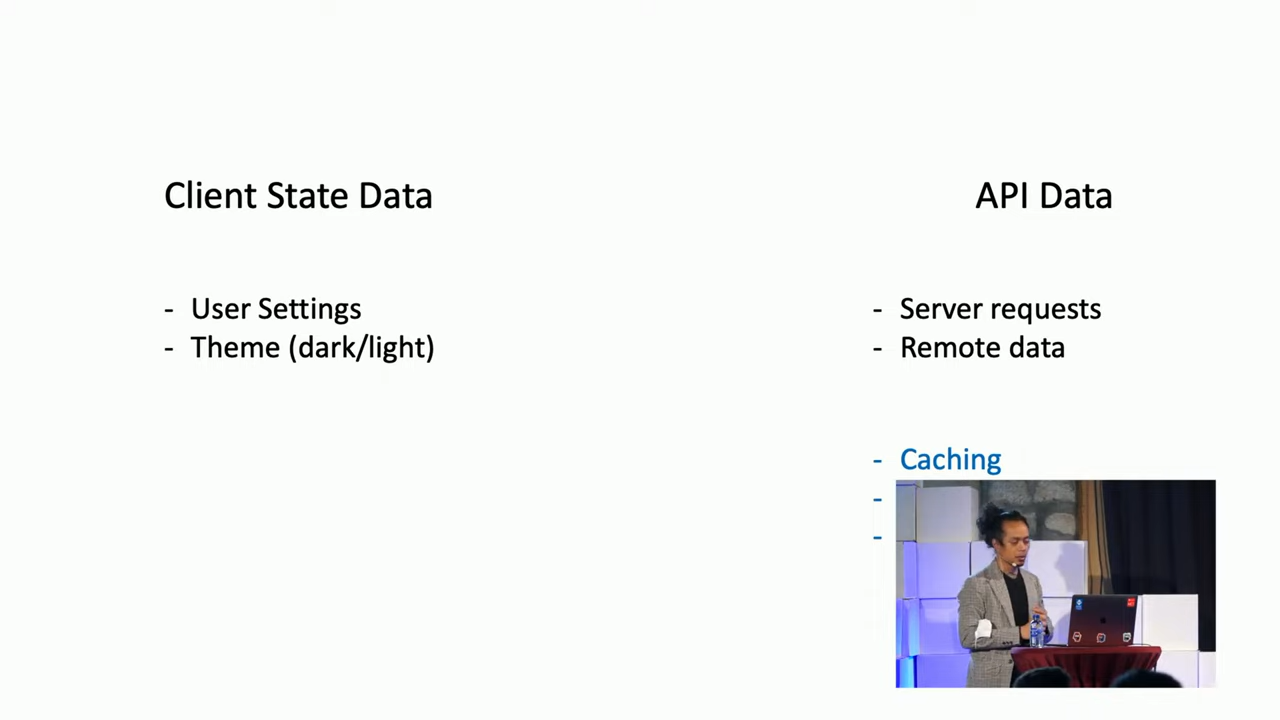 Client State Data
- User Settings
- Theme (dark/light)
API Data
- Server requests
- Remote data
- Caching
-
-